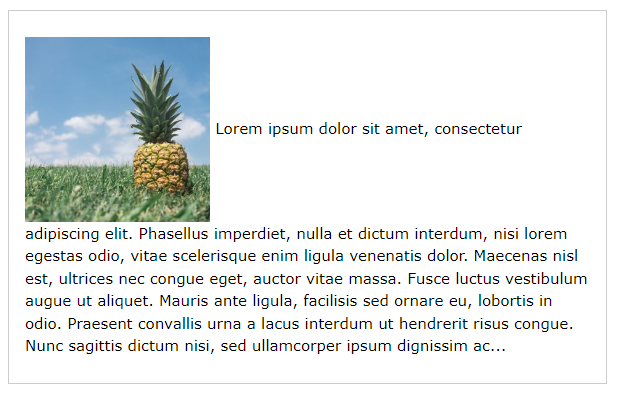 Lorem ipsum dolor sit amet, consectetur
adipiscing elit. Phasellus imperdiet, nulla et dictum interdum, nisi lorem
egestas odio, vitae scelerisque enim ligula venenatis dolor. Maecenas nisl
est, ultrices nec congue eget, auctor vitae massa. Fusce luctus vestibulum
augue ut aliquet. Mauris ante ligula, facilisis sed ornare eu, lobortis in
odio. Praesent convallis urna a lacus interdum ut hendrerit risus congue.
Nunc sagittis dictum nisi, sed ullamcorper ipsum dignissim ac...